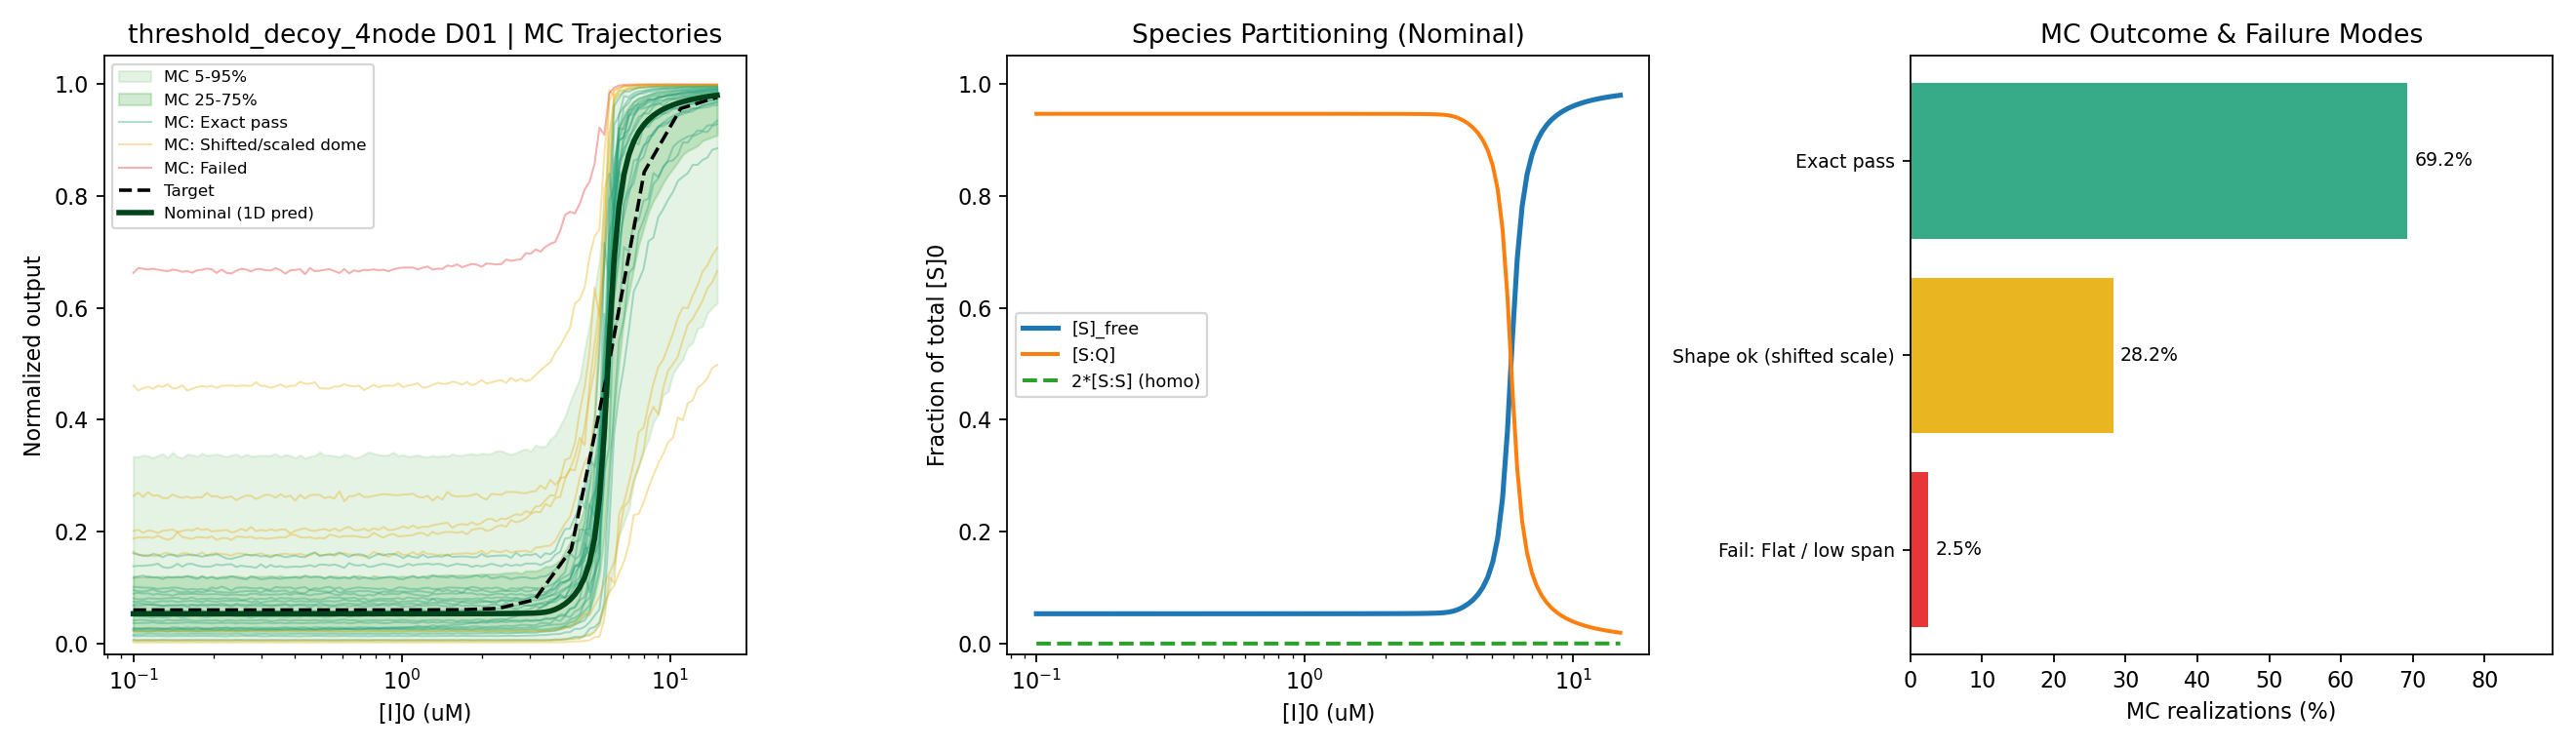 threshold_decoy_4node D01 | MC Trajectories
MC 5-95%
MC 25-75%
MC: Exact pass
MC: Shifted/scaled dome
MC: Failed
Target
Nominal (1D pred)
Normalized output
1.0
0.8
0.6
0.4
0.2
0.0
10⁻¹
10⁰
10¹
[I]0 (uM)
Species Partitioning (Nominal)
[S]_free
[S:Q]
2*[S:S] (homo)
Fraction of total [S]0
1.0
0.8
0.6
0.4
0.2
0.0
10⁻¹
10⁰
10¹
[I]0 (uM)
MC Outcome & Failure Modes
Exact pass
69.2%
Shape ok (shifted scale)
28.2%
Fail: Flat / low span
2.5%
0 10 20 30 40 50 60 70 80
MC realizations (%)